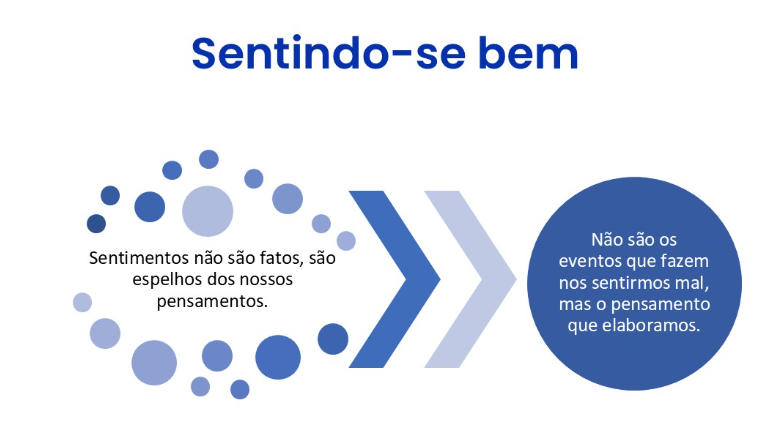 Sentindo-se bem
Sentimentos não são fatos, são
espelhos dos nossos
pensamentos.
Não são os
eventos que fazem
nos sentirmos mal,
mas o pensamento
que elaboramos.